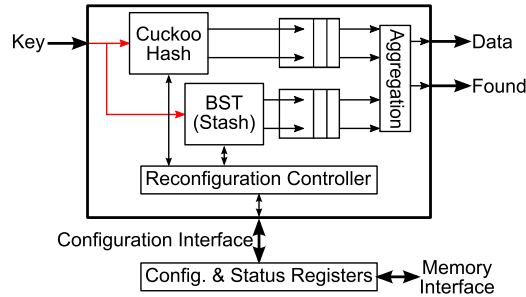 Key
Cuckoo
Hash
BST
(Stash)
Aggregation
Data
Found
Reconfiguration Controller
Configuration Interface
Config. & Status Registers
Memory
Interface